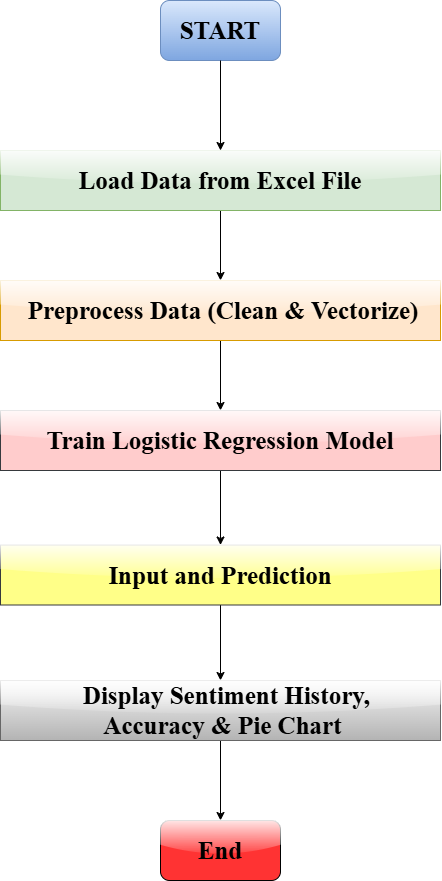 START
Load Data from Excel File
Preprocess Data (Clean & Vectorize)
Train Logistic Regression Model
Input and Prediction
Display Sentiment History,
Accuracy & Pie Chart
End